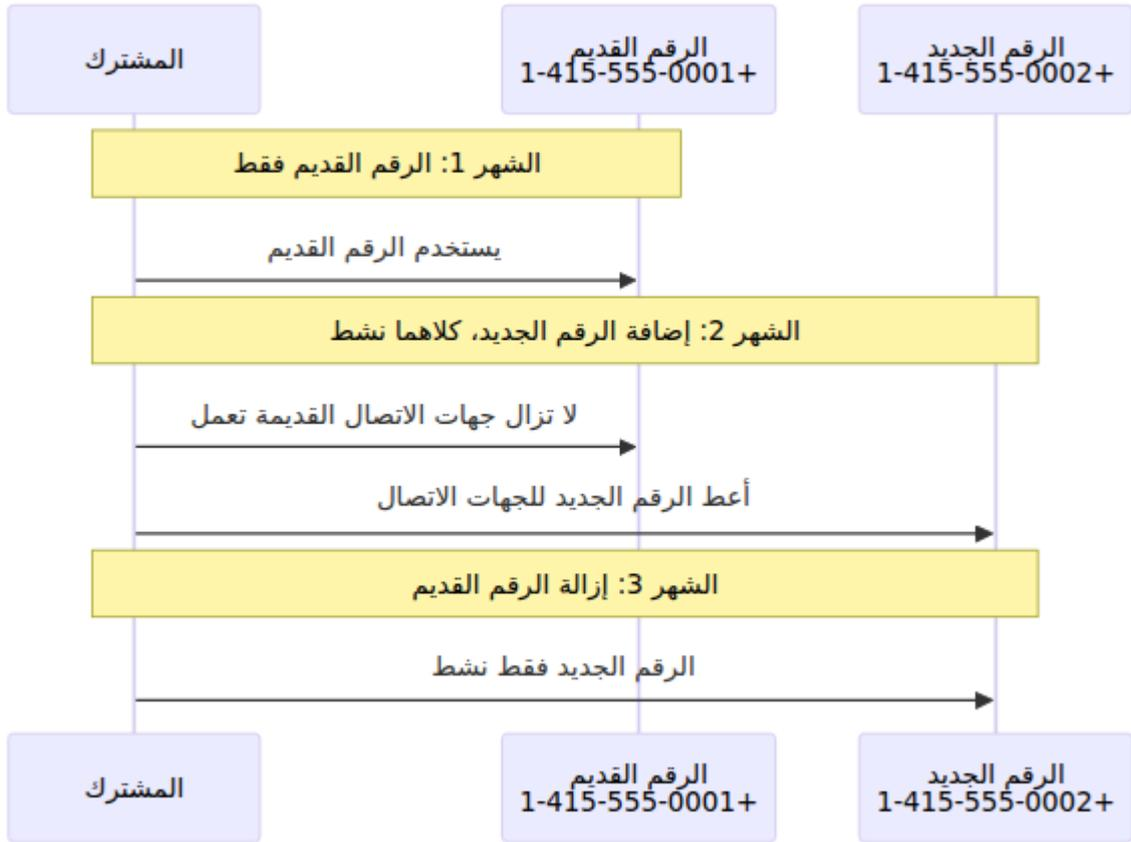 المشترك
الرقم القديم
1-415-555-0001+
الرقم الجديد
1-415-555-0002+
الشهر 1: الرقم القديم فقط
يستخدم الرقم القديم
الشهر 2: إضافة الرقم الجديد، كلاهما نشط
لا تزال جهات الاتصال القديمة تعمل
أعط الرقم الجديد للجهات الاتصال
الشهر 3: إزالة الرقم القديم
الرقم الجديد فقط نشط
المشترك
الرقم القديم
1-415-555-0001+
الرقم الجديد
1-415-555-0002+